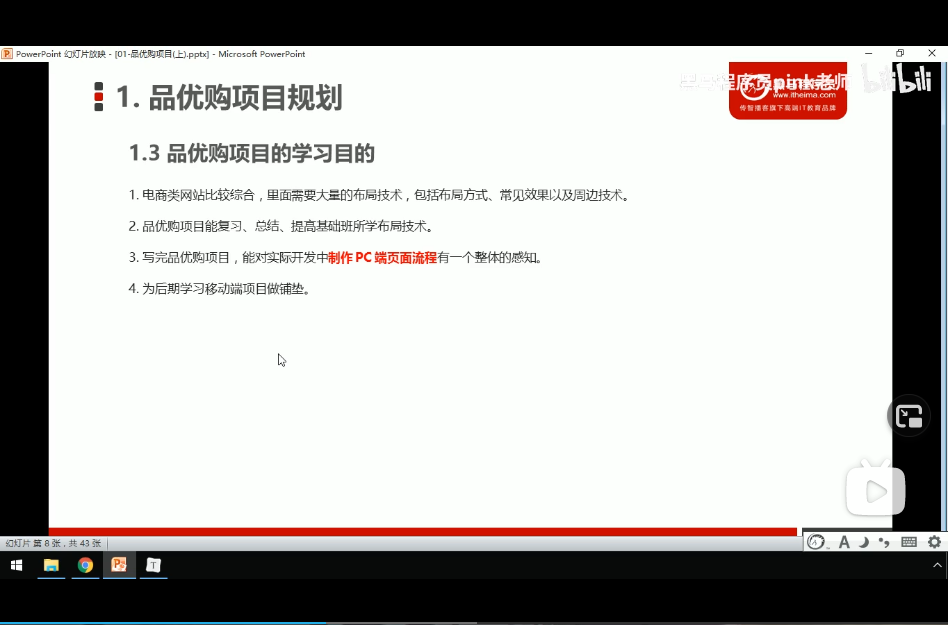 PowerPoint 幻灯片放映 - [01-品优购项目(上).pptx] - Microsoft PowerPoint
1. 品优购项目规划
程序员pink老师
bilibili
www.itheima.com
传智播客旗下高端IT教育品牌
1.3 品优购项目的学习目的
1. 电商类网站比较综合，里面需要大量的布局技术，包括布局方式、常见效果以及周边技术。
2. 品优购项目能复习、总结、提高基础班所学布局技术。
3. 写完品优购项目，能对实际开发中制作 PC 端页面流程有一个整体的感知。
4. 为后期学习移动端项目做铺垫。
幻灯片 第 8 张，共 43 张